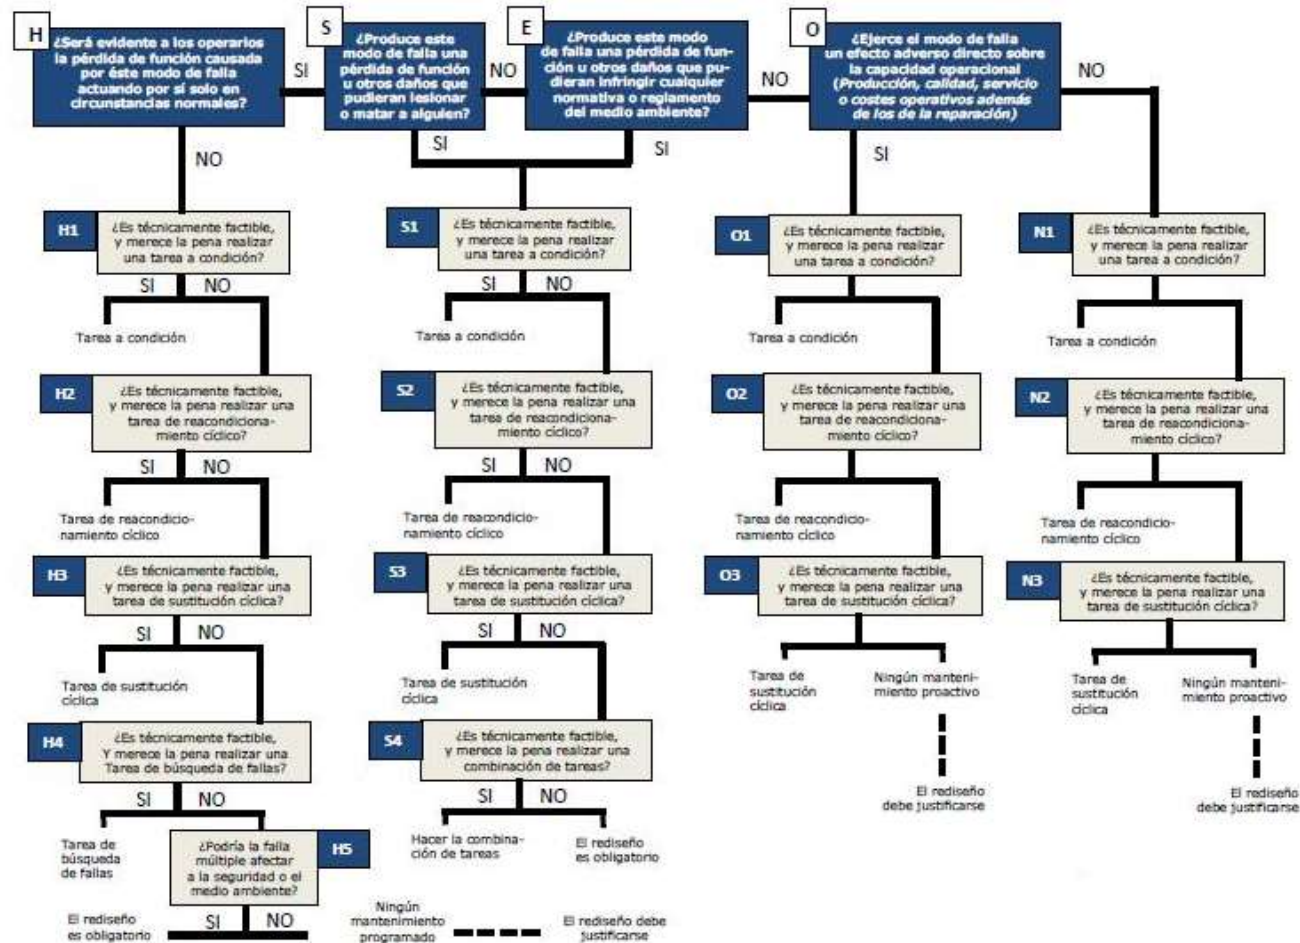 H
¿Será evidente a los operarios
la pérdida de función causada
por éste modo de falla
actuando por sí solo en
circunstancias normales?
SI
S
¿Produce este
modo de falla una
pérdida de función
u otros daños que
pudieran lesionar
o matar a alguien?
NO
E
¿Produce este modo
de falla una pérdida de fun-
ción u otros daños que pu-
dieran infringir cualquier
normativa o reglamento
del medio ambiente?
NO
O
¿Ejerce el modo de falla
un efecto adverso directo sobre
la capacidad operacional
(Producción, calidad, servicio
o costes operativos además
de los de la reparación)
NO
NO
SI
SI
SI
H1
¿Es técnicamente factible,
y merece la pena realizar
una tarea a condición?
SI NO
Tarea a condición
H2
¿Es técnicamente factible,
y merece la pena realizar una
tarea de reacondiciona-
miento cíclico?
SI NO
Tarea de reacondicio-
namiento cíclico
H3
¿Es técnicamente factible,
y merece la pena realizar una
tarea de sustitución cíclica?
SI NO
Tarea de sustitución
cíclica
H4
¿Es técnicamente factible,
Y merece la pena realizar una
Tarea de búsqueda de fallas?
SI NO
Tarea de
búsqueda
de fallas
¿Podría la falla
múltiple afectar
a la seguridad o el
medio ambiente?
H5
SI NO
El rediseño
es obligatorio
Ningún
mantenimiento
programado
El rediseño debe
justificarse
S1
¿Es técnicamente factible,
y merece la pena realizar
una tarea a condición?
SI NO
Tarea a condición
S2
¿Es técnicamente factible,
y merece la pena realizar una
tarea de reacondiciona-
miento cíclico?
SI NO
Tarea de reacondicio-
namiento cíclico
S3
¿Es técnicamente factible,
y merece la pena realizar una
tarea de sustitución cíclica?
SI NO
Tarea de sustitución
cíclica
S4
¿Es técnicamente factible,
y merece la pena realizar una
combinación de tareas?
SI NO
Hacer la combina-
ción de tareas
El rediseño
es obligatorio
O1
¿Es técnicamente factible,
y merece la pena realizar
una tarea a condición?
Tarea a condición
O2
¿Es técnicamente factible,
y merece la pena realizar una
tarea de reacondiciona-
miento cíclico?
Tarea de reacondicio-
namiento cíclico
O3
¿Es técnicamente factible,
y merece la pena realizar una
tarea de sustitución cíclica?
Tarea de
sustitución
cíclica
Ningún manteni-
miento proactivo
El rediseño
debe justificarse
N1
¿Es técnicamente factible,
y merece la pena realizar
una tarea a condición?
Tarea a condición
N2
¿Es técnicamente factible,
y merece la pena realizar una
tarea de reacondiciona-
miento cíclico?
Tarea de reacondicio-
namiento cíclico
N3
¿Es técnicamente factible,
y merece la pena realizar una
tarea de sustitución cíclica?
Tarea de
sustitución
cíclica
Ningún manteni-
miento proactivo
El rediseño
debe justificarse